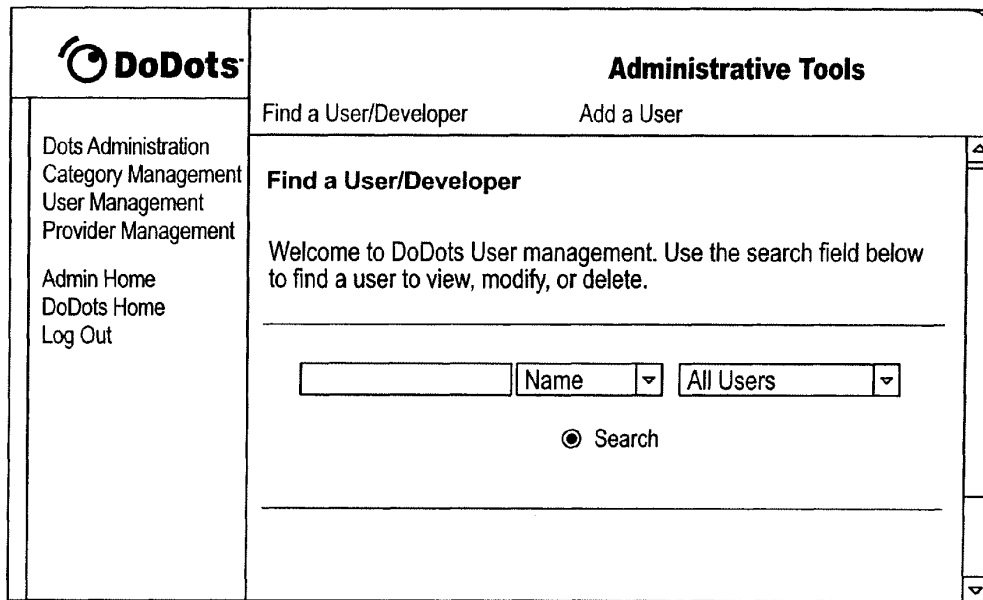 DoDots
Administrative Tools
Find a User/Developer
Add a User
Dots Administration
Category Management
User Management
Provider Management
Admin Home
DoDots Home
Log Out
Find a User/Developer
Welcome to DoDots User management. Use the search field below
to find a user to view, modify, or delete.
Name
All Users
Search